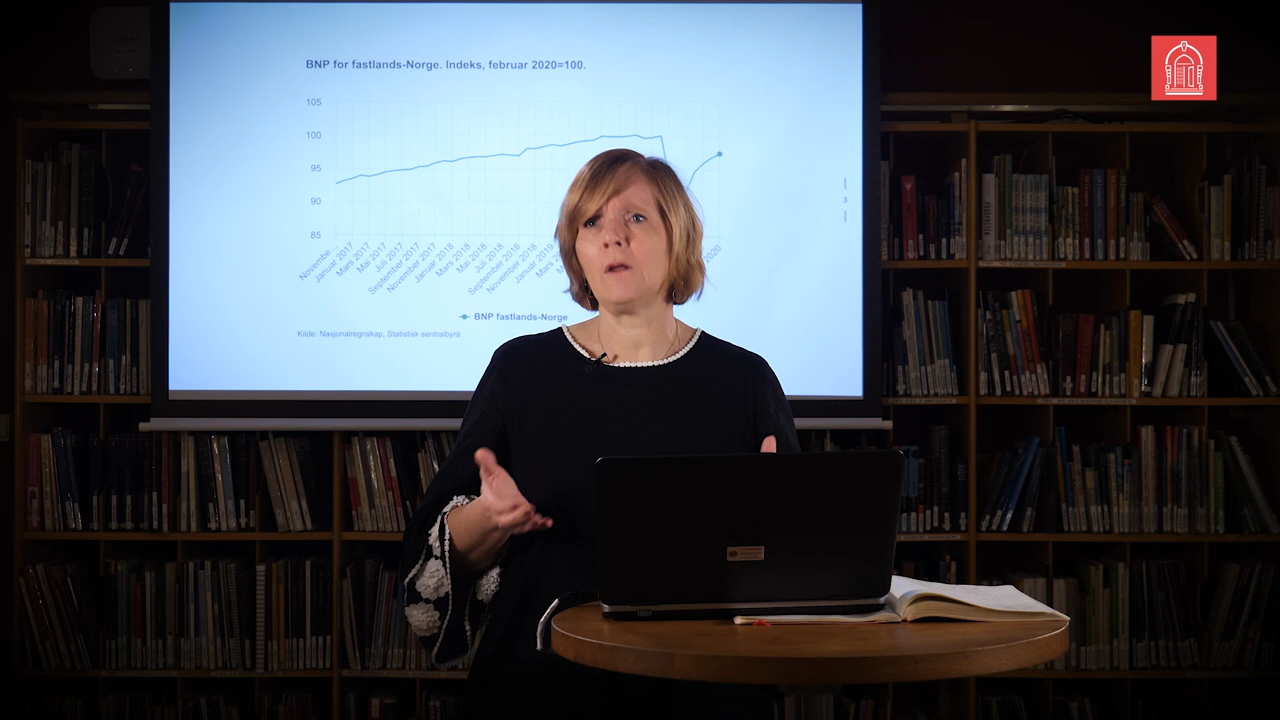 BNP for fastlands-Norge. Indeks, februar 2020=100.
105
100
95
90
85
Novembe...
Januar 2017
Mars 2017
Mai 2017
Juli 2017
September 2017
November 2017
Januar 2018
Mars 2018
Mai 2018
Juli 2018
September 2018
November 2018
Januar 2019
2020
BNP fastlands-Norge
Kilde: Nasjonalregnskap, Statistisk sentralbyrå
3